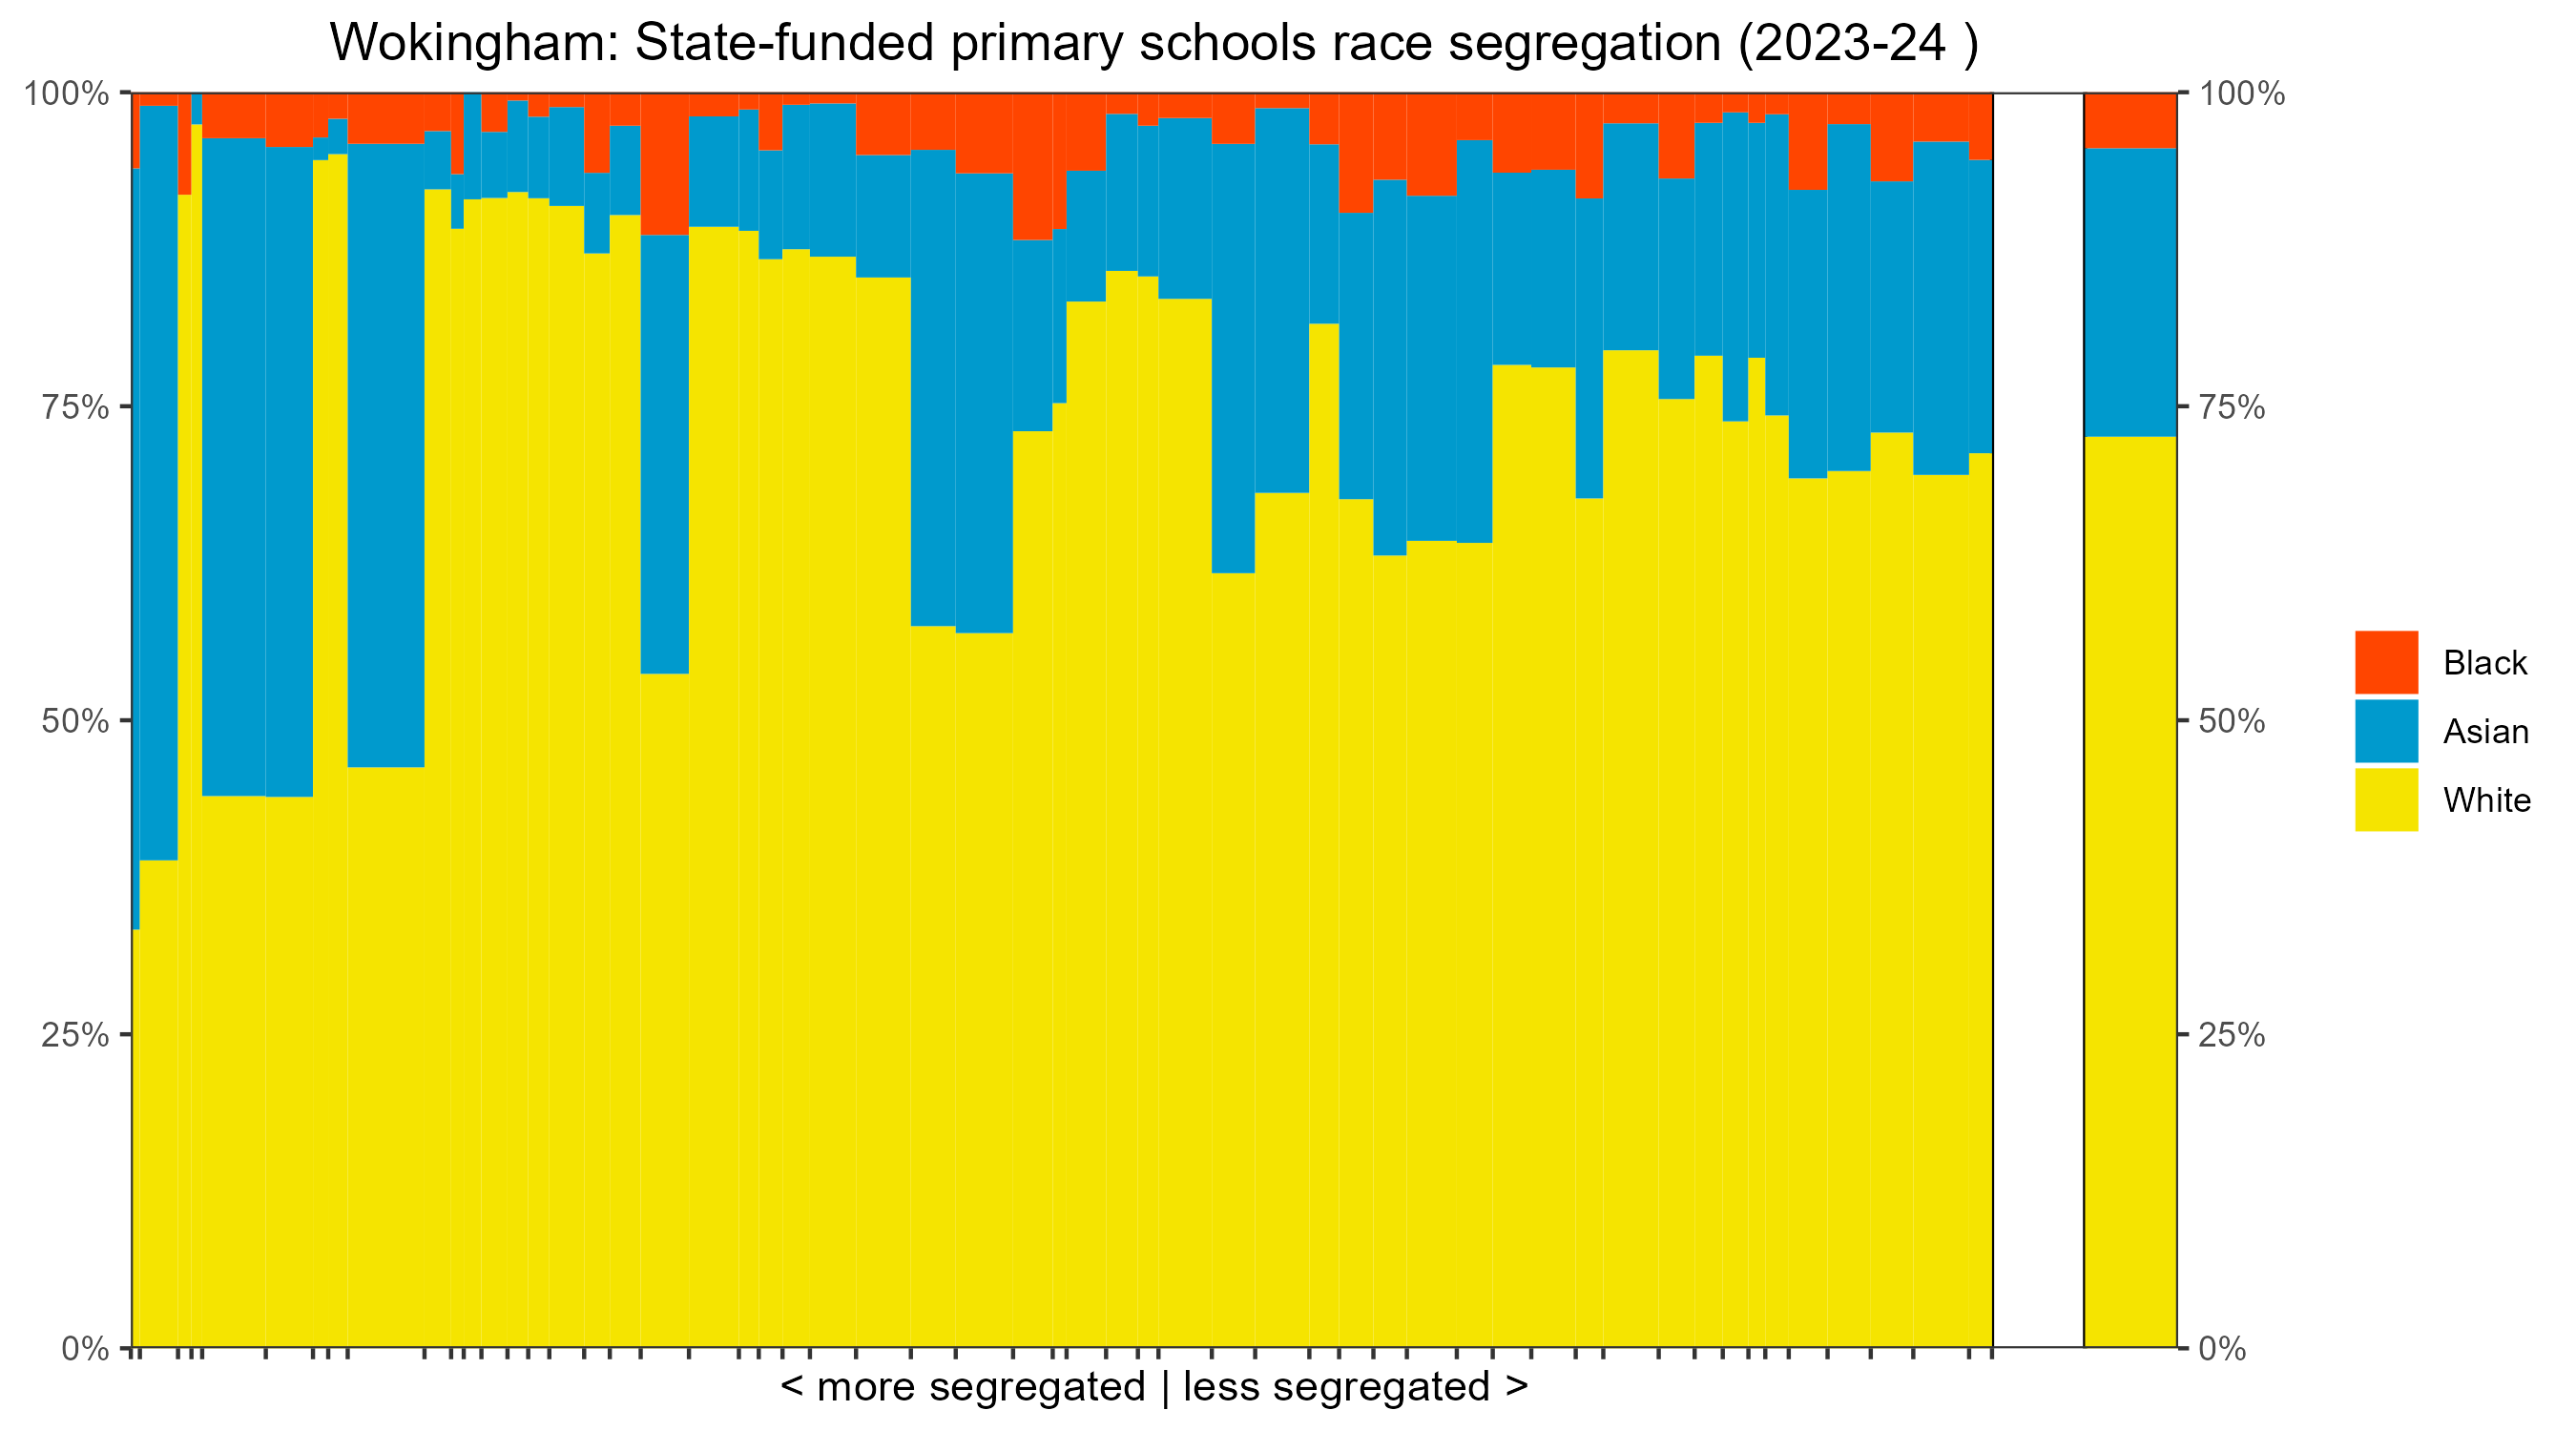 Wokingham: State-funded primary schools race segregation (2023-24 )
100%
75%
50%
25%
0%
100%
75%
50%
25%
0%
Black
Asian
White
< more segregated | less segregated >